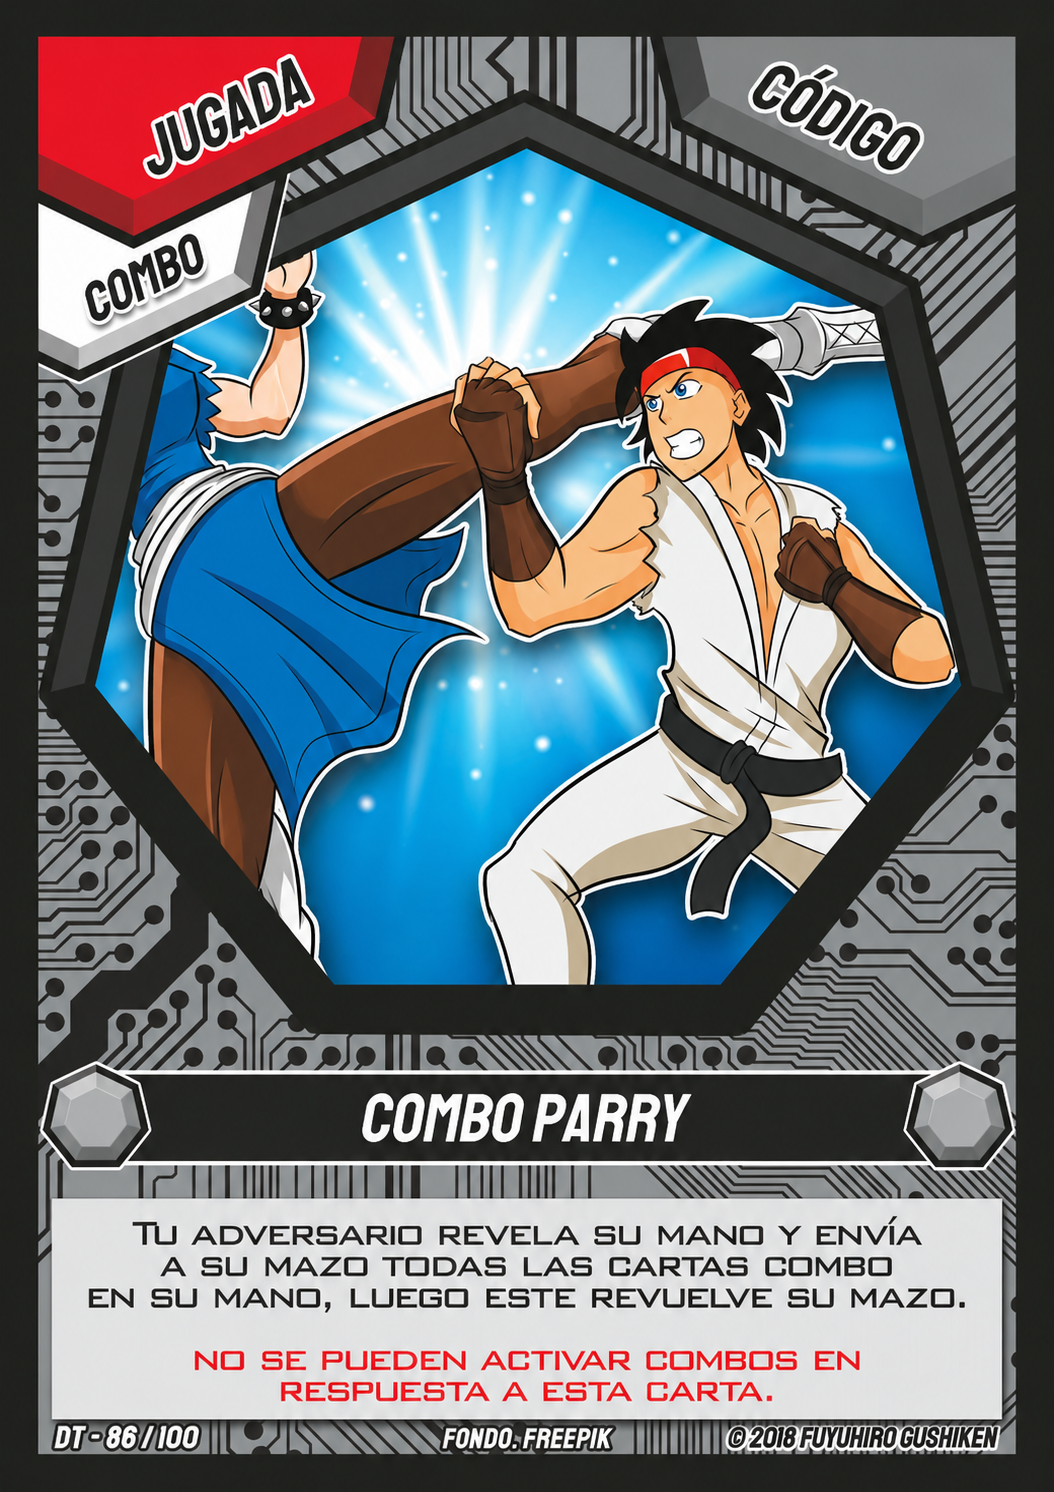 JUGADA
CÓDIGO
COMBO
COMBO PARRY
TU ADVERSARIO REVELA SU MANO Y ENVÍA
A SU MAZO TODAS LAS CARTAS COMBO
EN SU MANO, LUEGO ESTE REVUELVE SU MAZO.
NO SE PUEDEN ACTIVAR COMBOS EN
RESPUESTA A ESTA CARTA.
DT - 86 / 100
FONDO. FREEPIK
© 2018 FUYUHIRO GUSHIKEN